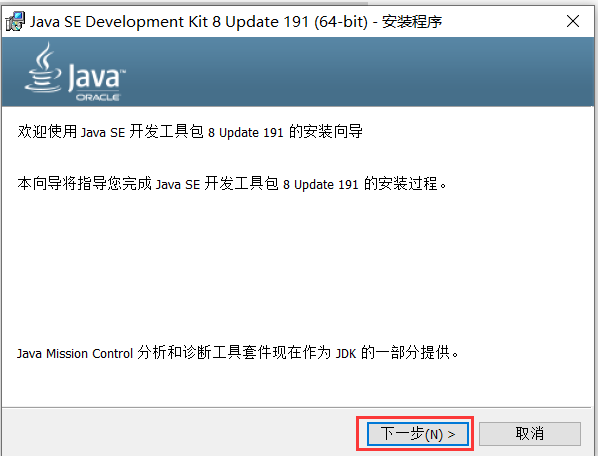 Java SE Development Kit 8 Update 191 (64-bit) - 安装程序
Java™
ORACLE
欢迎使用 Java SE 开发工具包 8 Update 191 的安装向导
本向导将指导您完成 Java SE 开发工具包 8 Update 191 的安装过程。
Java Mission Control 分析和诊断工具套件现在作为 JDK 的一部分提供。
下一步(N) >
取消